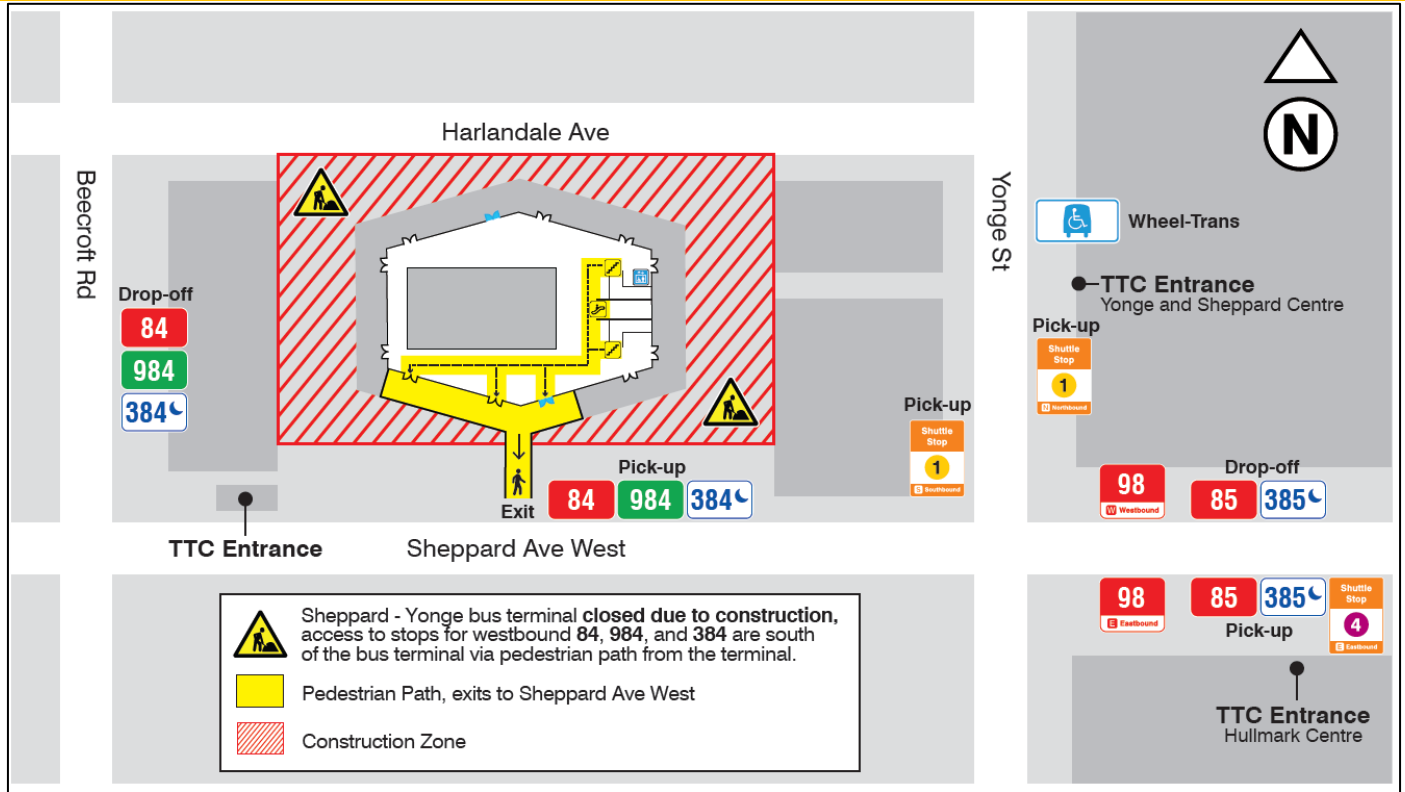 Harlandale Ave
N
Beecroft Rd
Yonge St
Wheel-Trans
TTC Entrance
Yonge and Sheppard Centre
Drop-off
84
984
384
Pick-up
Shuttle
Stop
1
N Northbound
Pick-up
Shuttle
Stop
1
S Southbound
Pick-up
84 984 384
Exit
98
W Westbound
Drop-off
85 385
TTC Entrance
Sheppard Ave West
98
E Eastbound
85 385
Pick-up
Shuttle
Stop
4
E Eastbound
TTC Entrance
Hullmark Centre
Sheppard - Yonge bus terminal closed due to construction,
access to stops for westbound 84, 984, and 384 are south
of the bus terminal via pedestrian path from the terminal.
Pedestrian Path, exits to Sheppard Ave West
Construction Zone